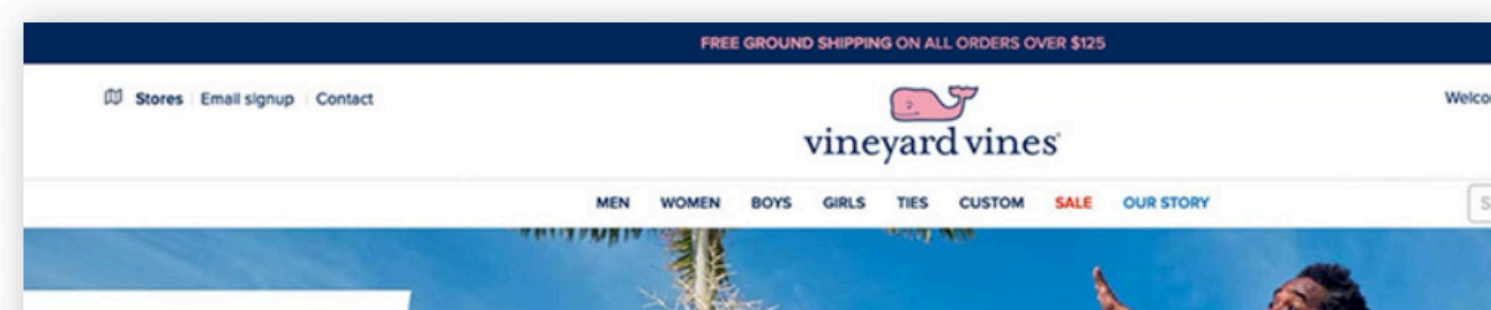 FREE GROUND SHIPPING ON ALL ORDERS OVER $125
Stores Email signup Contact
vineyard vines
MEN WOMEN BOYS GIRLS TIES CUSTOM SALE OUR STORY